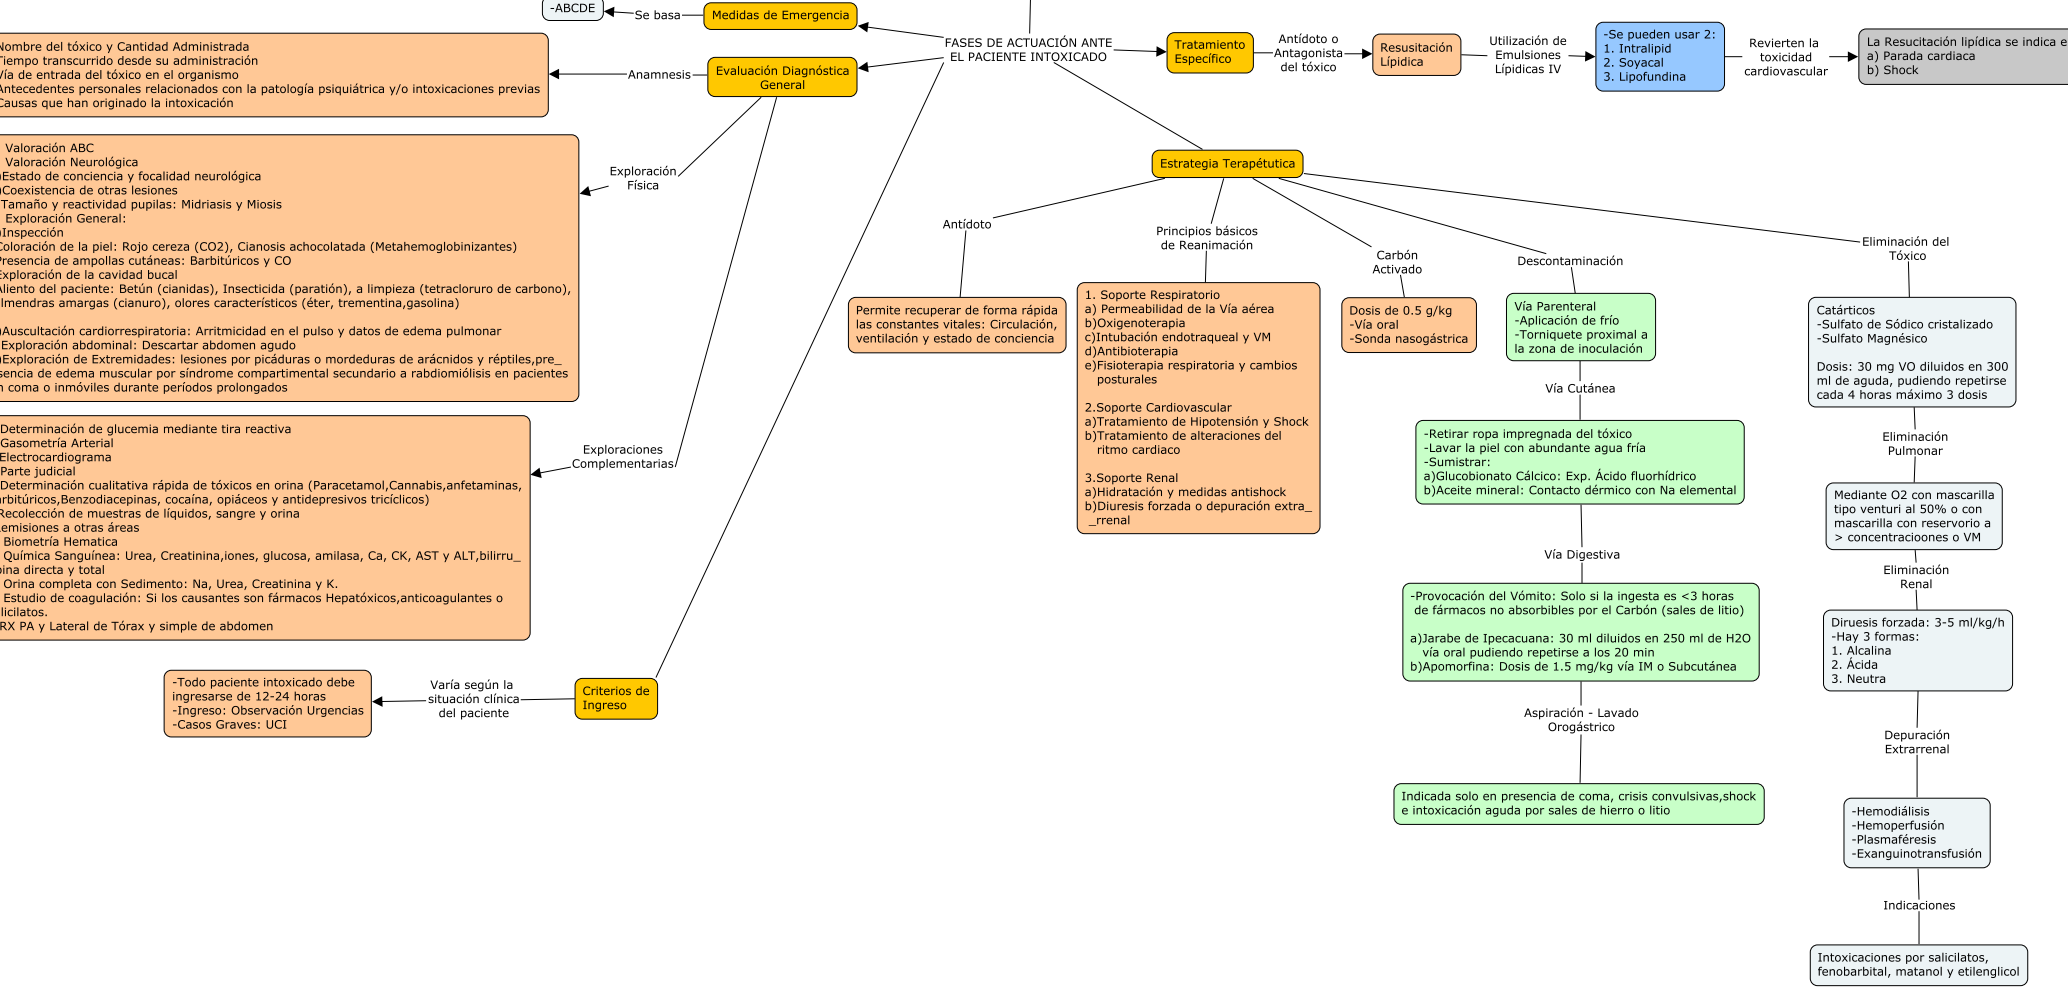 -ABCDE
Se basa
Medidas de Emergencia
FASES DE ACTUACIÓN ANTE
EL PACIENTE INTOXICADO
Tratamiento
Específico
Antídoto o
Antagonista
del tóxico
Resusitación
Lípidica
Utilización de
Emulsiones
Lípidicas IV
-Se pueden usar 2:
1. Intralipid
2. Soyacal
3. Lipofundina
Revierten la
toxicidad
cardiovascular
La Resucitación lipídica se indica e
a) Parada cardiaca
b) Shock
Nombre del tóxico y Cantidad Administrada
Tiempo transcurrido desde su administración
Vía de entrada del tóxico en el organismo
Antecedentes personales relacionados con la patología psiquiátrica y/o intoxicaciones previas
Causas que han originado la intoxicación
Anamnesis
Evaluación Diagnóstica
General
Valoración ABC
Valoración Neurológica
)Estado de conciencia y focalidad neurológica
)Coexistencia de otras lesiones
Tamaño y reactividad pupilas: Midriasis y Miosis
Exploración General:
)Inspección
Coloración de la piel: Rojo cereza (CO2), Cianosis achocolatada (Metahemoglobinizantes)
Presencia de ampollas cutáneas: Barbitúricos y CO
Exploración de la cavidad bucal
Aliento del paciente: Betún (cianidas), Insecticida (paratión), a limpieza (tetracloruro de carbono),
lmendras amargas (cianuro), olores característicos (éter, trementina,gasolina)
)Auscultación cardiorrespiratoria: Arritmicidad en el pulso y datos de edema pulmonar
Exploración abdominal: Descartar abdomen agudo
)Exploración de Extremidades: lesiones por picáduras o mordeduras de arácnidos y réptiles,pre_
sencia de edema muscular por síndrome compartimental secundario a rabdomiólisis en pacientes
n coma o inmóviles durante períodos prolongados
Exploración
Física
Determinación de glucemia mediante tira reactiva
Gasometría Arterial
Electrocardiograma
Parte judicial
Determinación cualitativa rápida de tóxicos en orina (Paracetamol,Cannabis,anfetaminas,
arbitúricos,Benzodiacepinas, cocaína, opiáceos y antidepresivos tricíclicos)
Recolección de muestras de líquidos, sangre y orina
emisiones a otras áreas
Biometría Hematica
Química Sanguínea: Urea, Creatinina,iones, glucosa, amilasa, Ca, CK, AST y ALT,bilirru_
bina directa y total
Orina completa con Sedimento: Na, Urea, Creatinina y K.
Estudio de coagulación: Si los causantes son fármacos Hepatóxicos,anticoagulantes o
licilatos.
RX PA y Lateral de Tórax y simple de abdomen
Exploraciones
Complementarias
-Todo paciente intoxicado debe
ingresarse de 12-24 horas
-Ingreso: Observación Urgencias
-Casos Graves: UCI
Varía según la
situación clínica
del paciente
Criterios de
Ingreso
Estrategia Terapétutica
Antídoto
Permite recuperar de forma rápida
las constantes vitales: Circulación,
ventilación y estado de conciencia
Principios básicos
de Reanimación
1. Soporte Respiratorio
a) Permeabilidad de la Vía aérea
b)Oxigenoterapia
c)Intubación endotraqueal y VM
d)Antibioterapia
e)Fisioterapia respiratoria y cambios
posturales
2.Soporte Cardiovascular
a)Tratamiento de Hipotensión y Shock
b)Tratamiento de alteraciones del
ritmo cardiaco
3.Soporte Renal
a)Hidratación y medidas antishock
b)Diuresis forzada o depuración extra_
_rrenal
Carbón
Activado
Dosis de 0.5 g/kg
-Vía oral
-Sonda nasogástrica
Descontaminación
Vía Parenteral
-Aplicación de frío
-Torniquete proximal a
la zona de inoculación
Vía Cutánea
-Retirar ropa impregnada del tóxico
-Lavar la piel con abundante agua fría
-Sumistrar:
a)Glucobionato Cálcico: Exp. Ácido fluorhídrico
b)Aceite mineral: Contacto dérmico con Na elemental
Vía Digestiva
-Provocación del Vómito: Solo si la ingesta es <3 horas
de fármacos no absorbibles por el Carbón (sales de litio)
a)Jarabe de Ipecacuana: 30 ml diluidos en 250 ml de H2O
vía oral pudiendo repetirse a los 20 min
b)Apomorfina: Dosis de 1.5 mg/kg vía IM o Subcutánea
Aspiración - Lavado
Orogástrico
Indicada solo en presencia de coma, crisis convulsivas,shock
e intoxicación aguda por sales de hierro o litio
Eliminación del
Tóxico
Catárticos
-Sulfato de Sódico cristalizado
-Sulfato Magnésico
Dosis: 30 mg VO diluidos en 300
ml de aguda, pudiendo repetirse
cada 4 horas máximo 3 dosis
Eliminación
Pulmonar
Mediante O2 con mascarilla
tipo venturi al 50% o con
mascarilla con reservorio a
> concentracioones o VM
Eliminación
Renal
Diruesis forzada: 3-5 ml/kg/h
-Hay 3 formas:
1. Alcalina
2. Ácida
3. Neutra
Depuración
Extrarrenal
-Hemodiálisis
-Hemoperfusión
-Plasmaféresis
-Exanguinotransfusión
Indicaciones
Intoxicaciones por salicilatos,
fenobarbital, matanol y etilenglicol